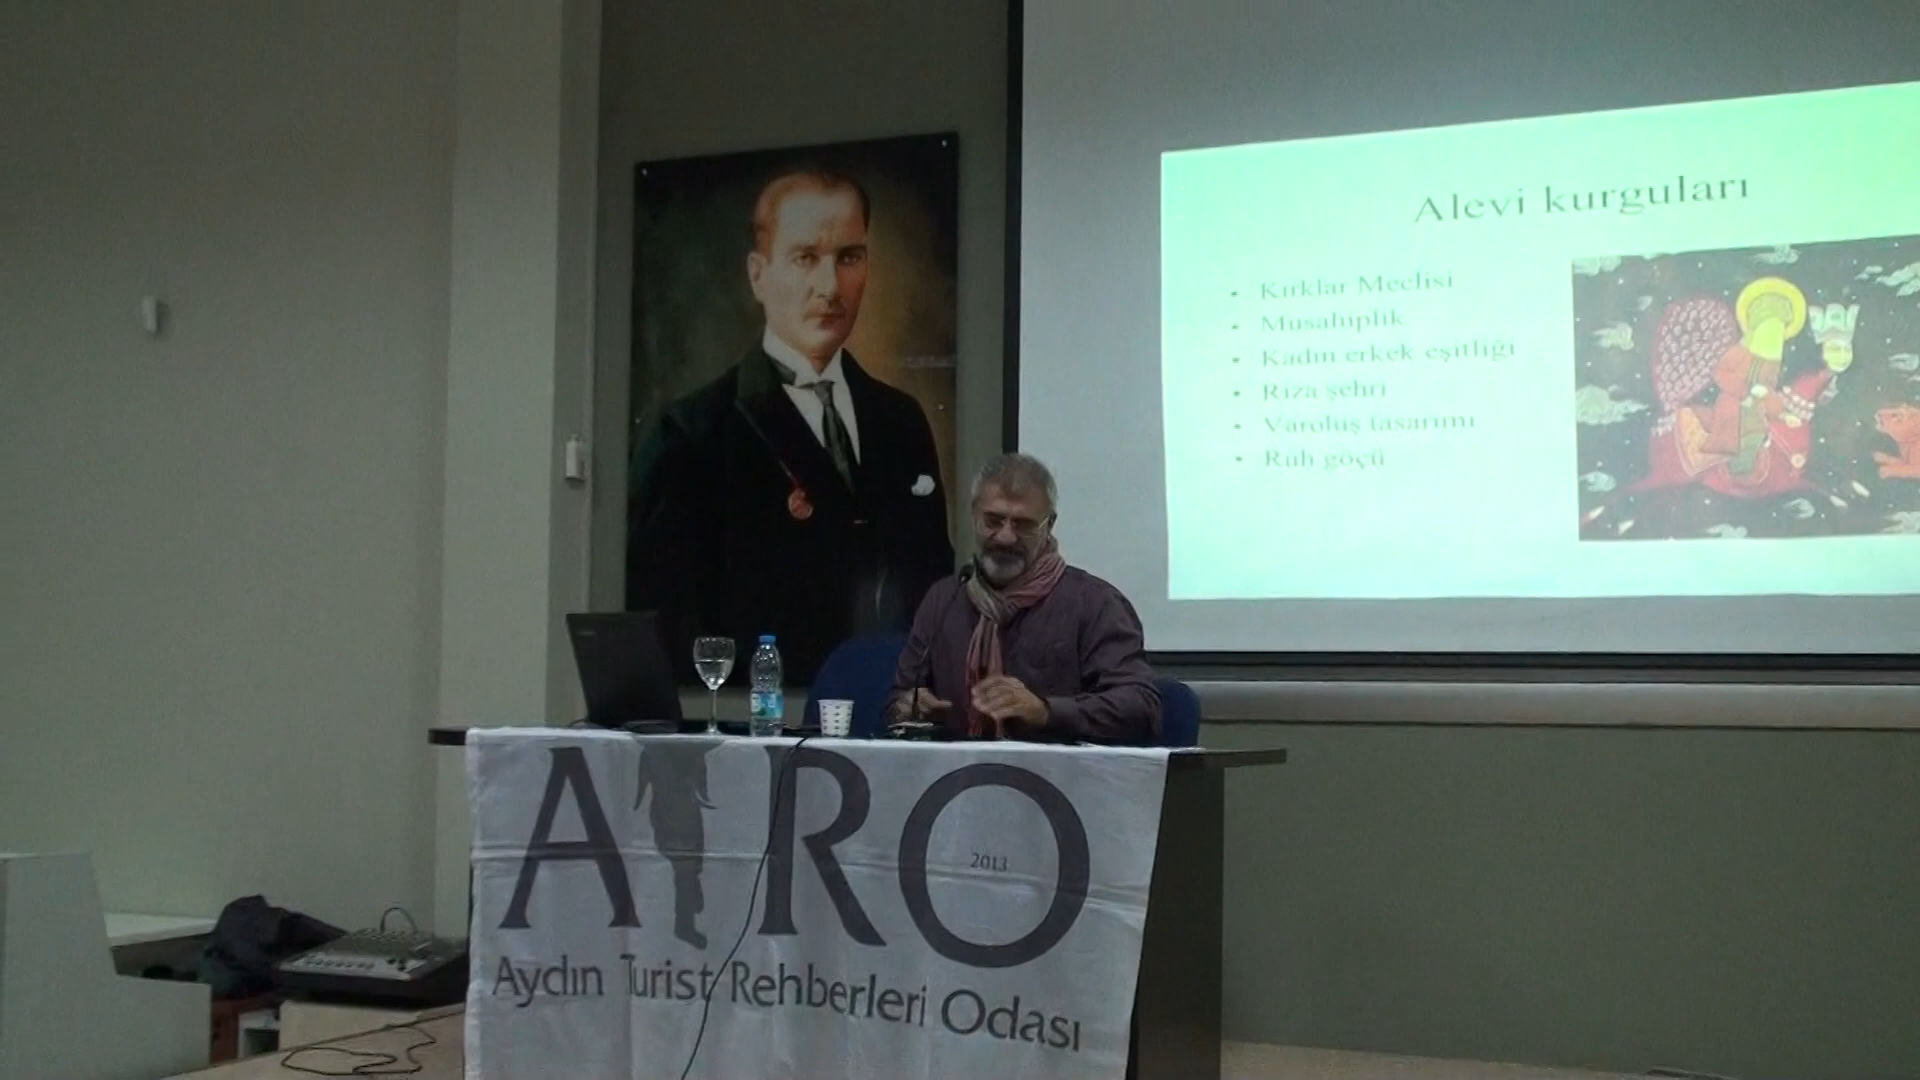 Alevi kurguları
• Kırklar Meclisi
• Musahıplık
• Kadın erkek eşitliği
• Rıza şehri
• Varoluş tasarımı
• Ruh göçü
ATRO
2013
Aydın Turist Rehberleri Odası